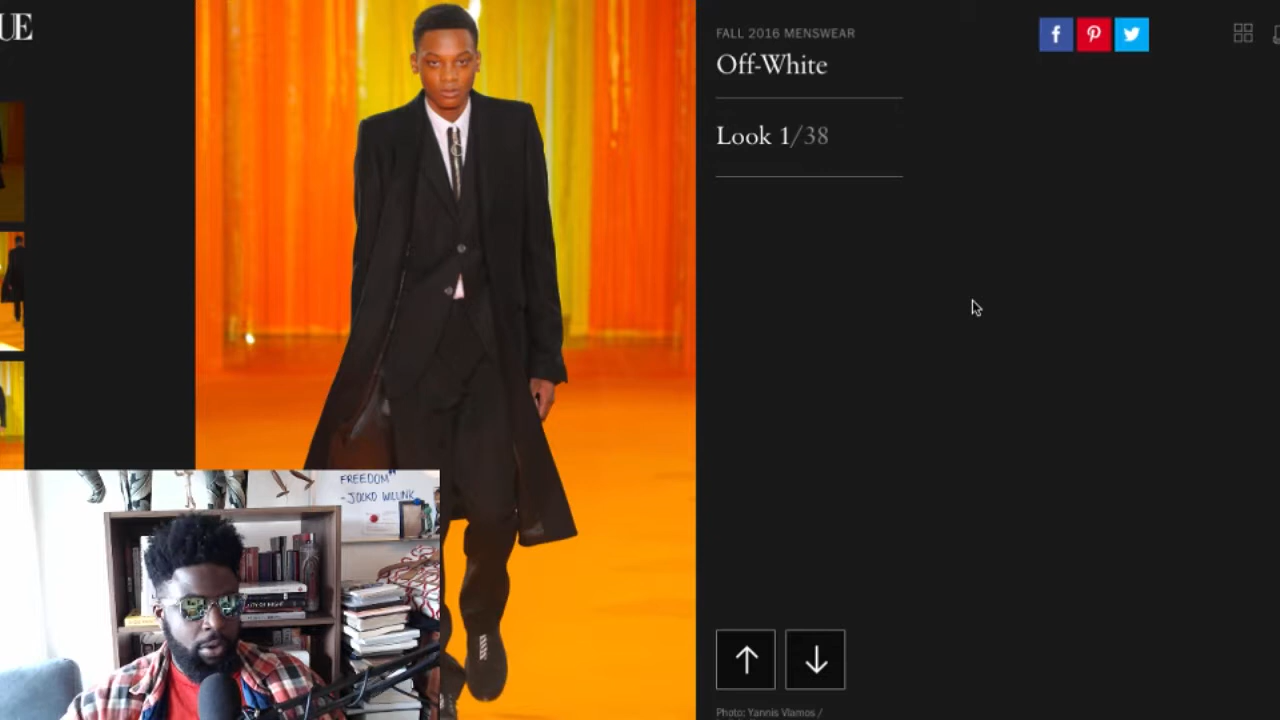 UE
FALL 2016 MENSWEAR
Off-White
Look 1/38
FREEDOM"
- JOCKO WILLINK
Photo: Yannis Vlamos /